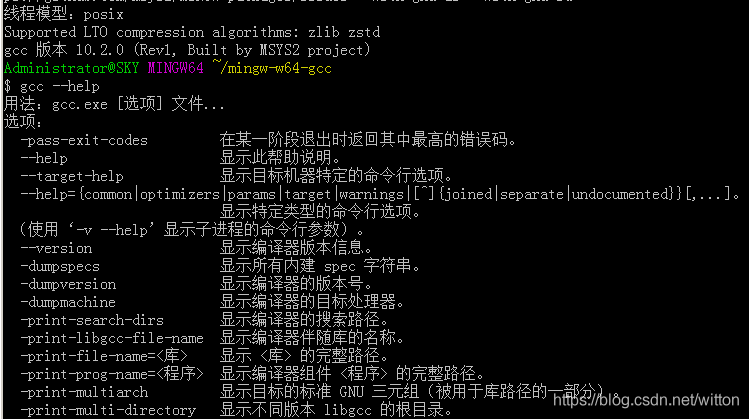 线程模型：posix
Supported LTO compression algorithms: zlib zstd
gcc 版本 10.2.0 (Rev1, Built by MSYS2 project)
Administrator@SKY MINGW64 ~/mingw-w64-gcc
$ gcc --help
用法：gcc.exe [选项] 文件...
选项：
-pass-exit-codes 在某一阶段退出时返回其中最高的错误码。
--help 显示此帮助说明。
--target-help 显示目标机器特定的命令行选项。
--help={common|optimizers|params|target|warnings|[^]{joined|separate|undocumented}}[,...]。
显示特定类型的命令行选项。
(使用‘-v --help’显示子进程的命令行参数)。
--version 显示编译器版本信息。
-dumpspecs 显示所有内建 spec 字符串。
-dumpversion 显示编译器的版本号。
-dumpmachine 显示编译器的目标处理器。
-print-search-dirs 显示编译器的搜索路径。
-print-libgcc-file-name 显示编译器伴随库的名称。
-print-file-name=<库> 显示 <库> 的完整路径。
-print-prog-name=<程序> 显示编译器组件 <程序> 的完整路径。
-print-multiarch 显示目标的标准 GNU 三元组(被用于库路径的一部分)
-print-multi-directory 显示不同版本 libgcc 的根目录。
https://blog.csdn.net/witton